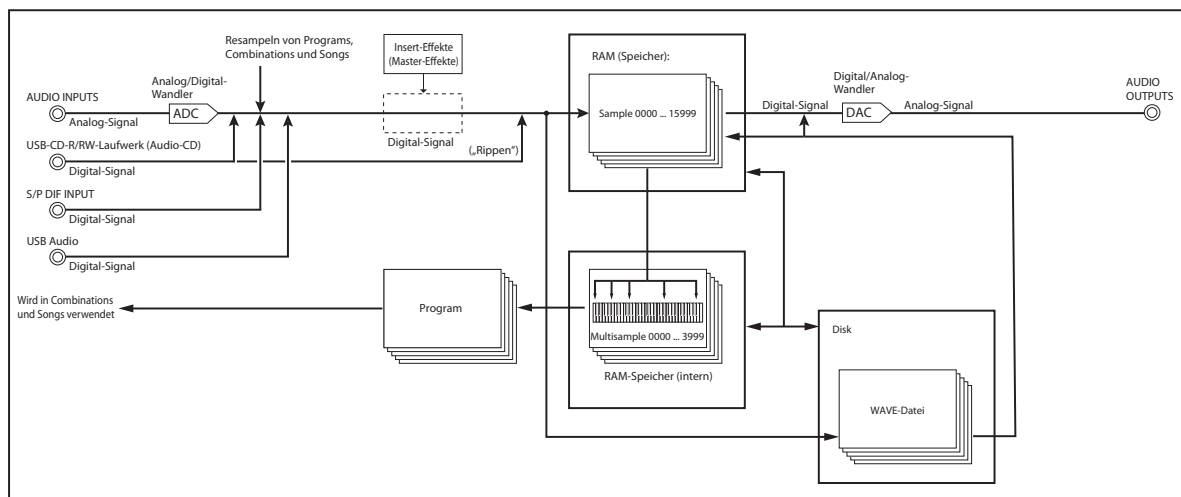 Resampeln von Programs,
Combinations und Songs
Insert-Effekte
(Master-Effekte)
RAM (Speicher):
Analog/Digital-
Wandler
Digital/Analog-
Wandler
AUDIO
OUTPUTS
AUDIO INPUTS
ADC
Analog-Signal
Sample 0000 ... 15999
Digital-Signal
DAC
Analog-Signal
Digital-Signal
USB-CD-R/RW-Laufwerk (Audio-CD)
(„Rippen“)
Digital-Signal
S/P DIF INPUT
Digital-Signal
USB Audio
Digital-Signal
Wird in Combinations
und Songs verwendet
Program
Multisample 0000 ... 3999
RAM-Speicher (intern)
Disk
WAVE-Datei